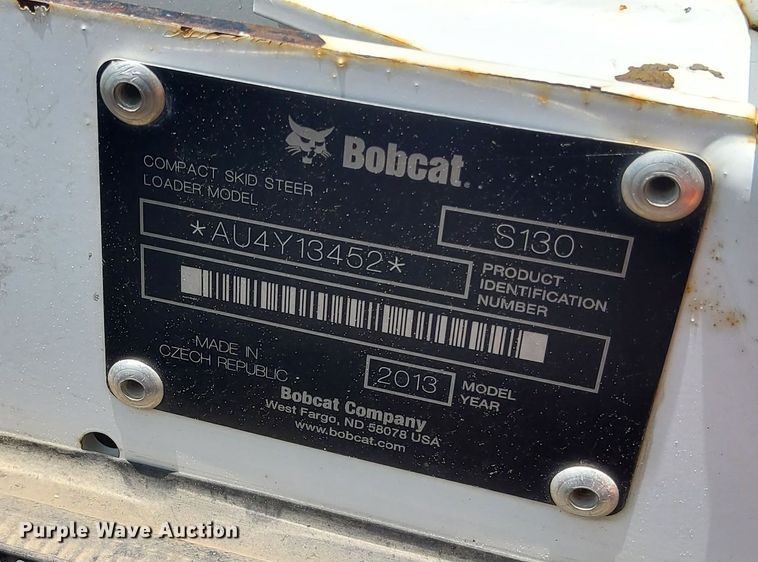 Bobcat.
COMPACT SKID STEER
LOADER MODEL
S130
*AU4Y13452*
PRODUCT
IDENTIFICATION
NUMBER
MADE IN
CZECH REPUBLIC
2013
MODEL
YEAR
Bobcat Company
West Fargo, ND 58078 USA
www.bobcat.com
Purple Wave Auction